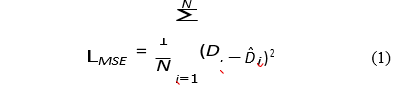 L_MSE = 1/N ∑_{i=1}^{N} (D_i − D̂_i)² (1)